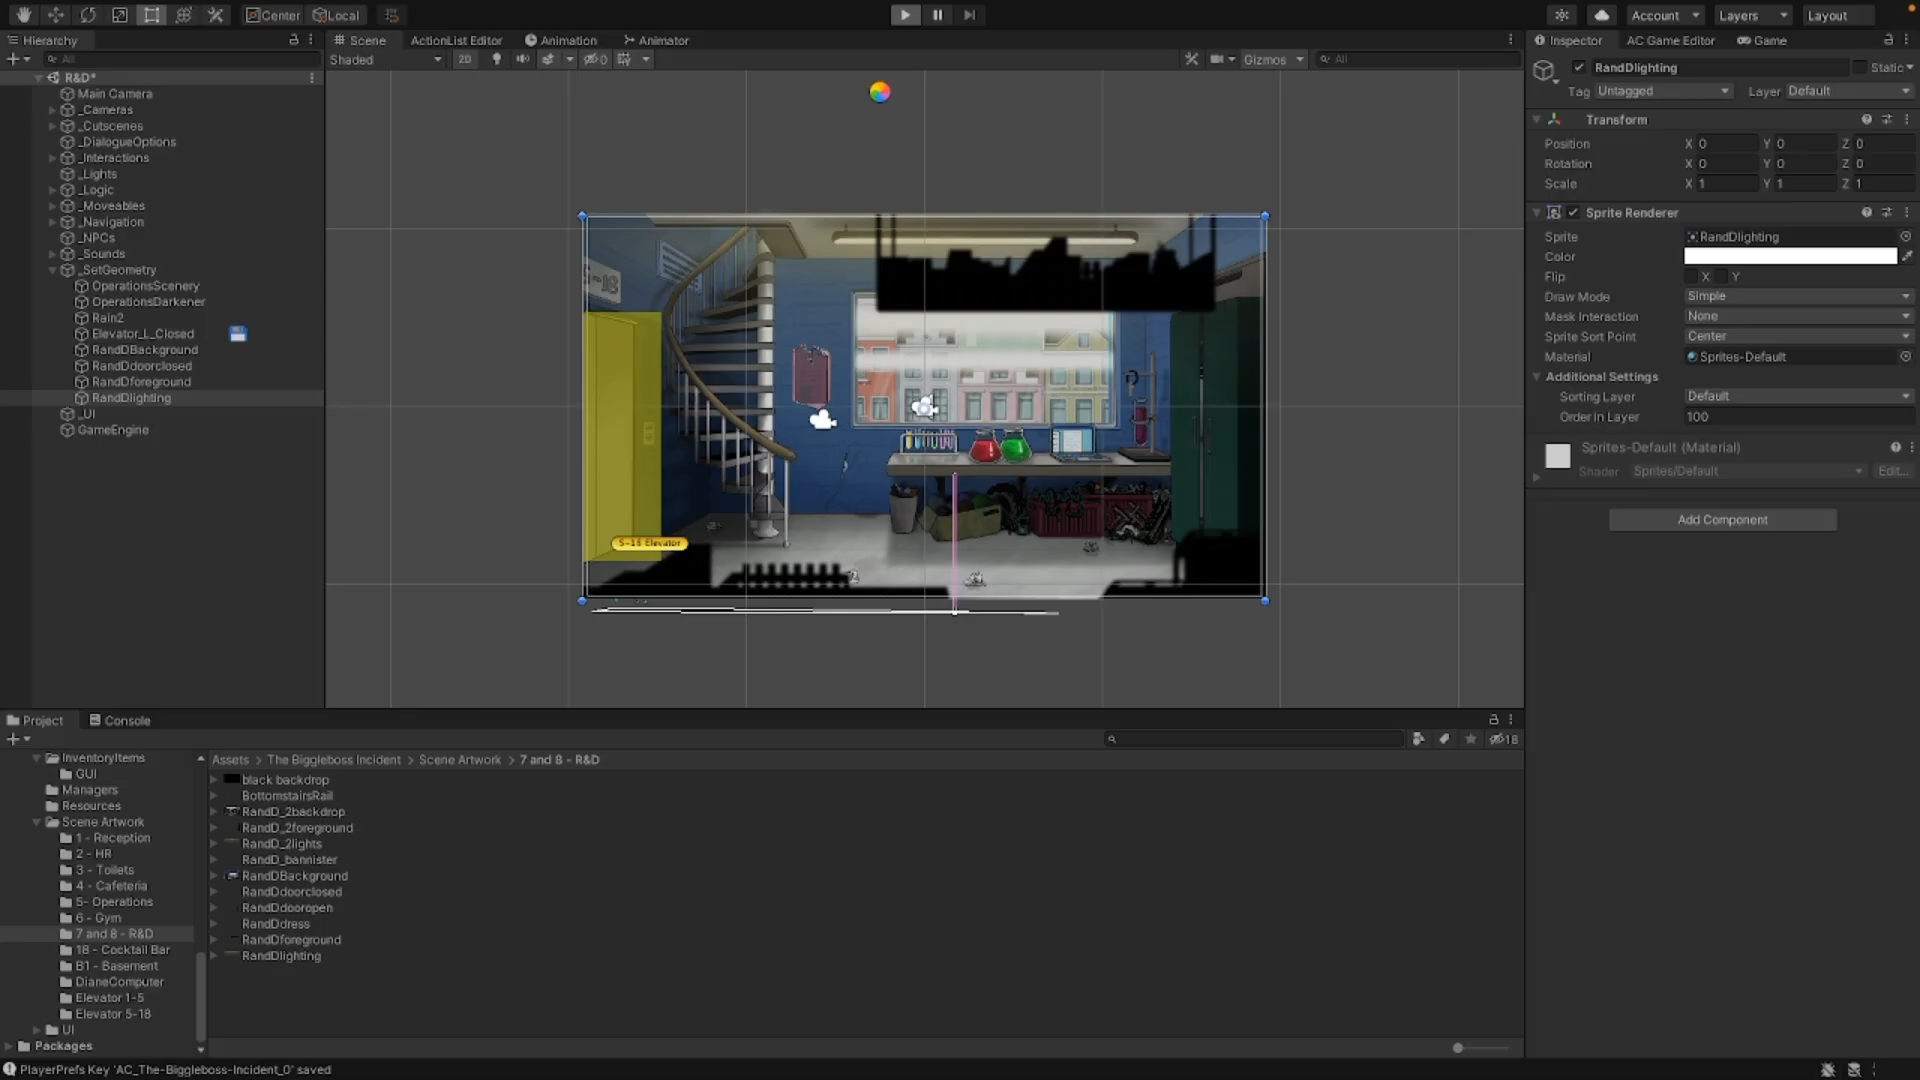 Center
Local
Account
Layers
Layout
Hierarchy
Scene
ActionList Editor
Animation
Animator
Inspector
AC Game Editor
Game
All
Shaded
2D
0
Gizmos
All
RandDlighting
Static
Tag Untagged
Layer Default
R&D*
Main Camera
_Cameras
_Cutscenes
_DialogueOptions
_Interactions
_Lights
_Logic
_Moveables
_Navigation
_NPCs
_Sounds
_SetGeometry
OperationsScenery
OperationsDarkener
Rain2
Elevator_L_Closed
RandDBackground
RandDdoorclosed
RandDforeground
RandDlighting
_UI
GameEngine
S-18
5-18 Elevator
2
Transform
Position X 0 Y 0 Z 0
Rotation X 0 Y 0 Z 0
Scale X 1 Y 1 Z 1
Sprite Renderer
Sprite RandDlighting
Color
Flip X Y
Draw Mode Simple
Mask Interaction None
Sprite Sort Point Center
Material Sprites-Default
Additional Settings
Sorting Layer Default
Order in Layer 100
Sprites-Default (Material)
Shader Sprites/Default Edit...
Add Component
Project
Console
18
InventoryItems
GUI
Managers
Resources
Scene Artwork
1 - Reception
2 - HR
3 - Toilets
4 - Cafeteria
5- Operations
6 - Gym
7 and 8 - R&D
18 - Cocktail Bar
B1 - Basement
DianeComputer
Elevator 1-5
Elevator 5-18
UI
Packages
Assets > The Biggleboss Incident > Scene Artwork > 7 and 8 - R&D
black backdrop
BottomstairsRail
RandD_2backdrop
RandD_2foreground
RandD_2lights
RandD_bannister
RandDBackground
RandDdoorclosed
RandDdooropen
RandDdress
RandDforeground
RandDlighting
PlayerPrefs Key 'AC_The-Biggleboss-Incident_0' saved